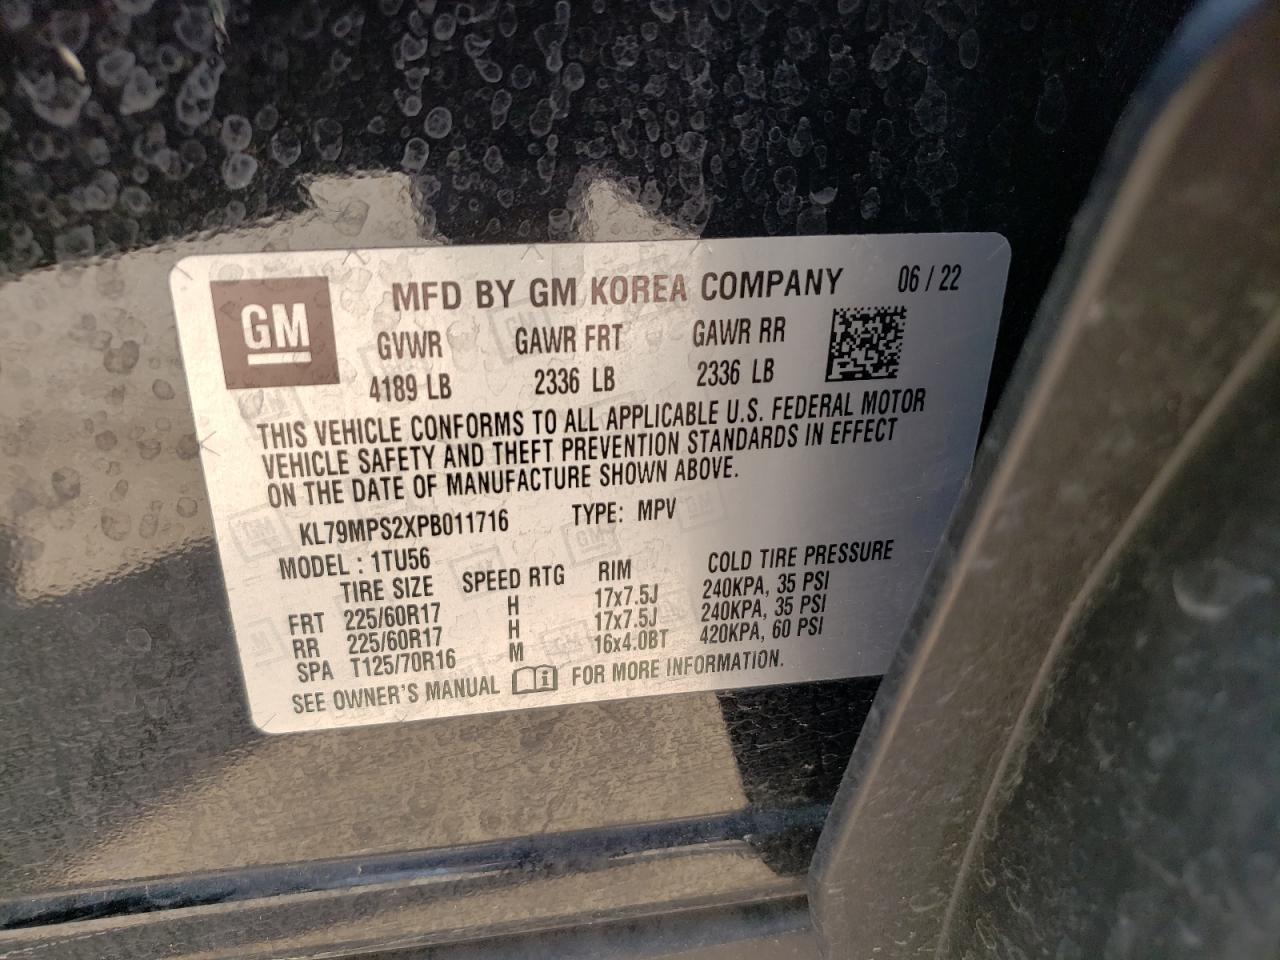 GM
MFD BY GM KOREA COMPANY 06 / 22
GVWR GAWR FRT GAWR RR
4189 LB 2336 LB 2336 LB
THIS VEHICLE CONFORMS TO ALL APPLICABLE U.S. FEDERAL MOTOR
VEHICLE SAFETY AND THEFT PREVENTION STANDARDS IN EFFECT
ON THE DATE OF MANUFACTURE SHOWN ABOVE.
KL79MPS2XPB011716 TYPE: MPV
MODEL : 1TU56
TIRE SIZE SPEED RTG RIM COLD TIRE PRESSURE
FRT 225/60R17 H 17x7.5J 240KPA, 35 PSI
RR 225/60R17 H 17x7.5J 240KPA, 35 PSI
SPA T125/70R16 M 16x4.0BT 420KPA, 60 PSI
SEE OWNER'S MANUAL i FOR MORE INFORMATION.